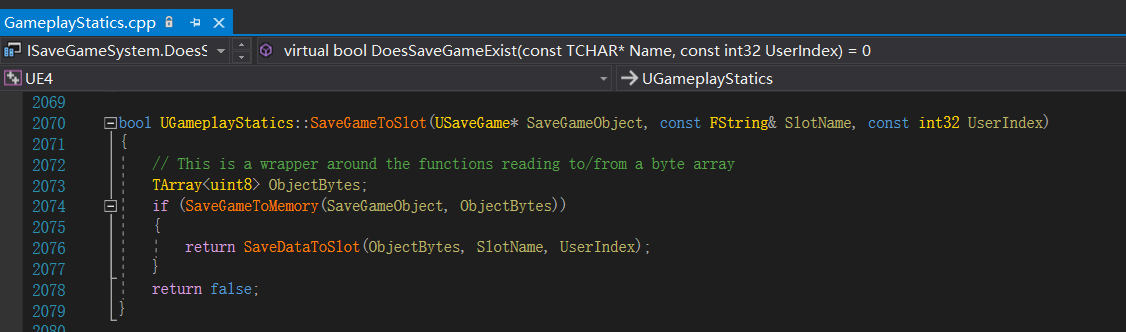 GameplayStatics.cpp
ISaveGameSystem.DoesS
virtual bool DoesSaveGameExist(const TCHAR* Name, const int32 UserIndex) = 0
UE4
UGameplayStatics
2069
2070 bool UGameplayStatics::SaveGameToSlot(USaveGame* SaveGameObject, const FString& SlotName, const int32 UserIndex)
2071 {
2072 // This is a wrapper around the functions reading to/from a byte array
2073 TArray<uint8> ObjectBytes;
2074 if (SaveGameToMemory(SaveGameObject, ObjectBytes))
2075 {
2076 return SaveDataToSlot(ObjectBytes, SlotName, UserIndex);
2077 }
2078 return false;
2079 }
2080